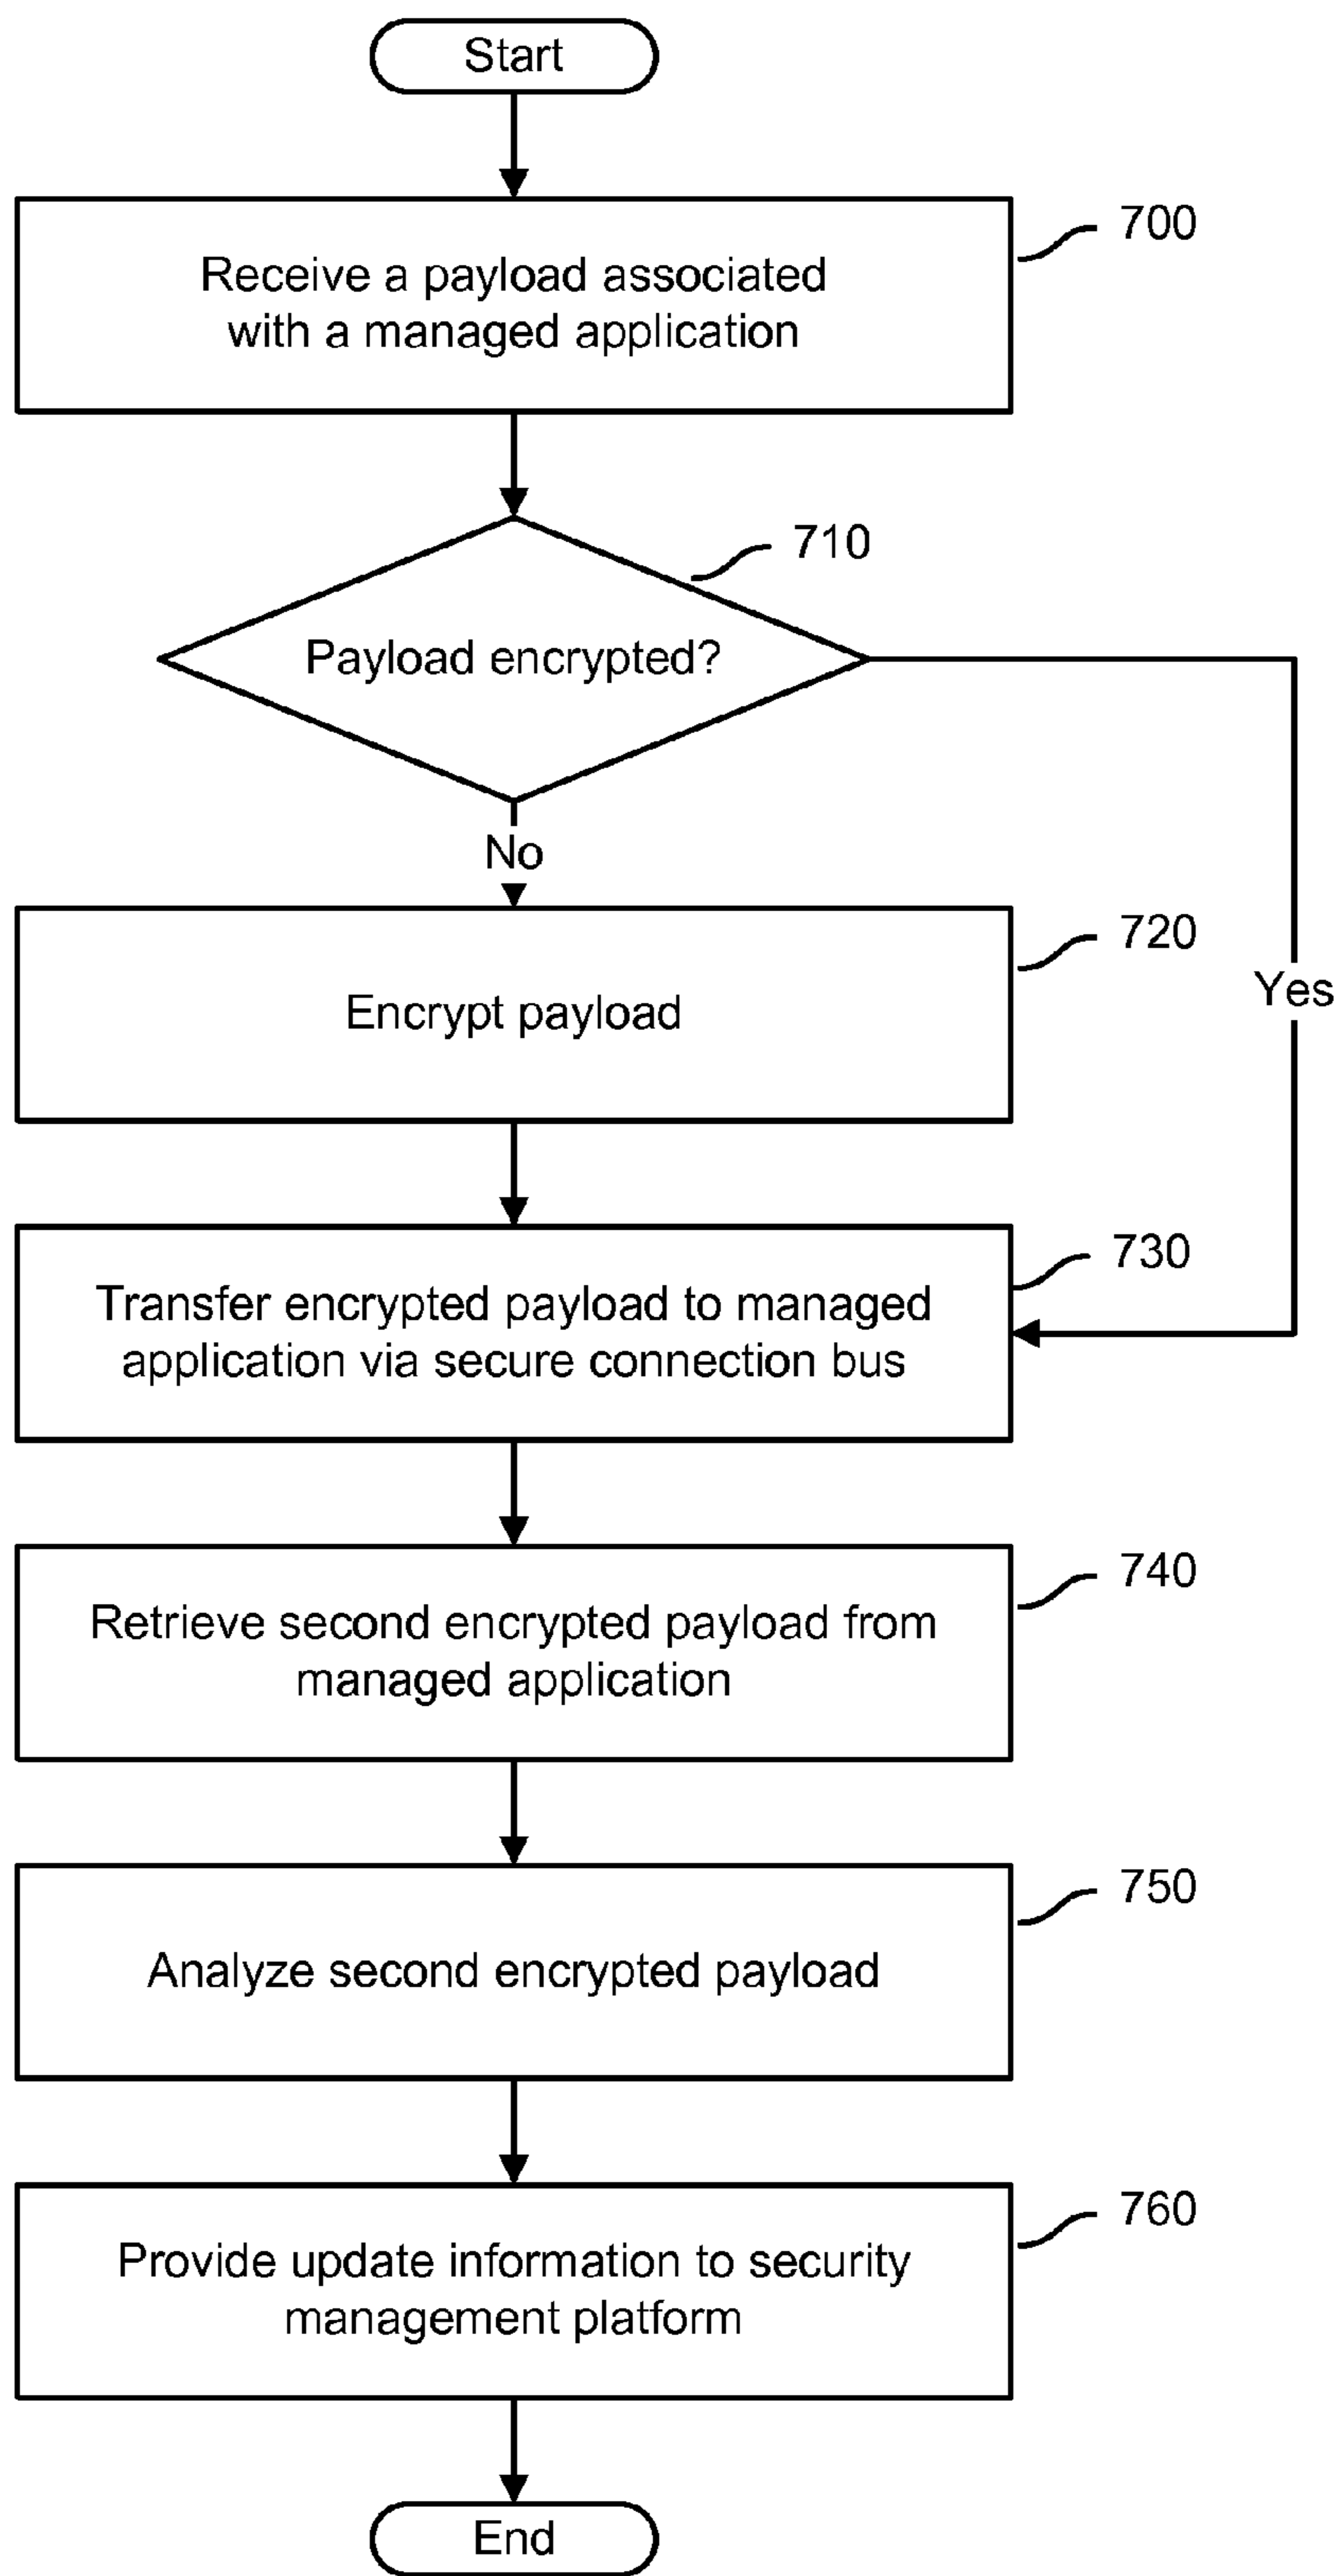 Start
700
Receive a payload associated
with a managed application
710
Payload encrypted?
No
720
Yes
Encrypt payload
730
Transfer encrypted payload to managed
application via secure connection bus
740
Retrieve second encrypted payload from
managed application
750
Analyze second encrypted payload
760
Provide update information to security
management platform
End